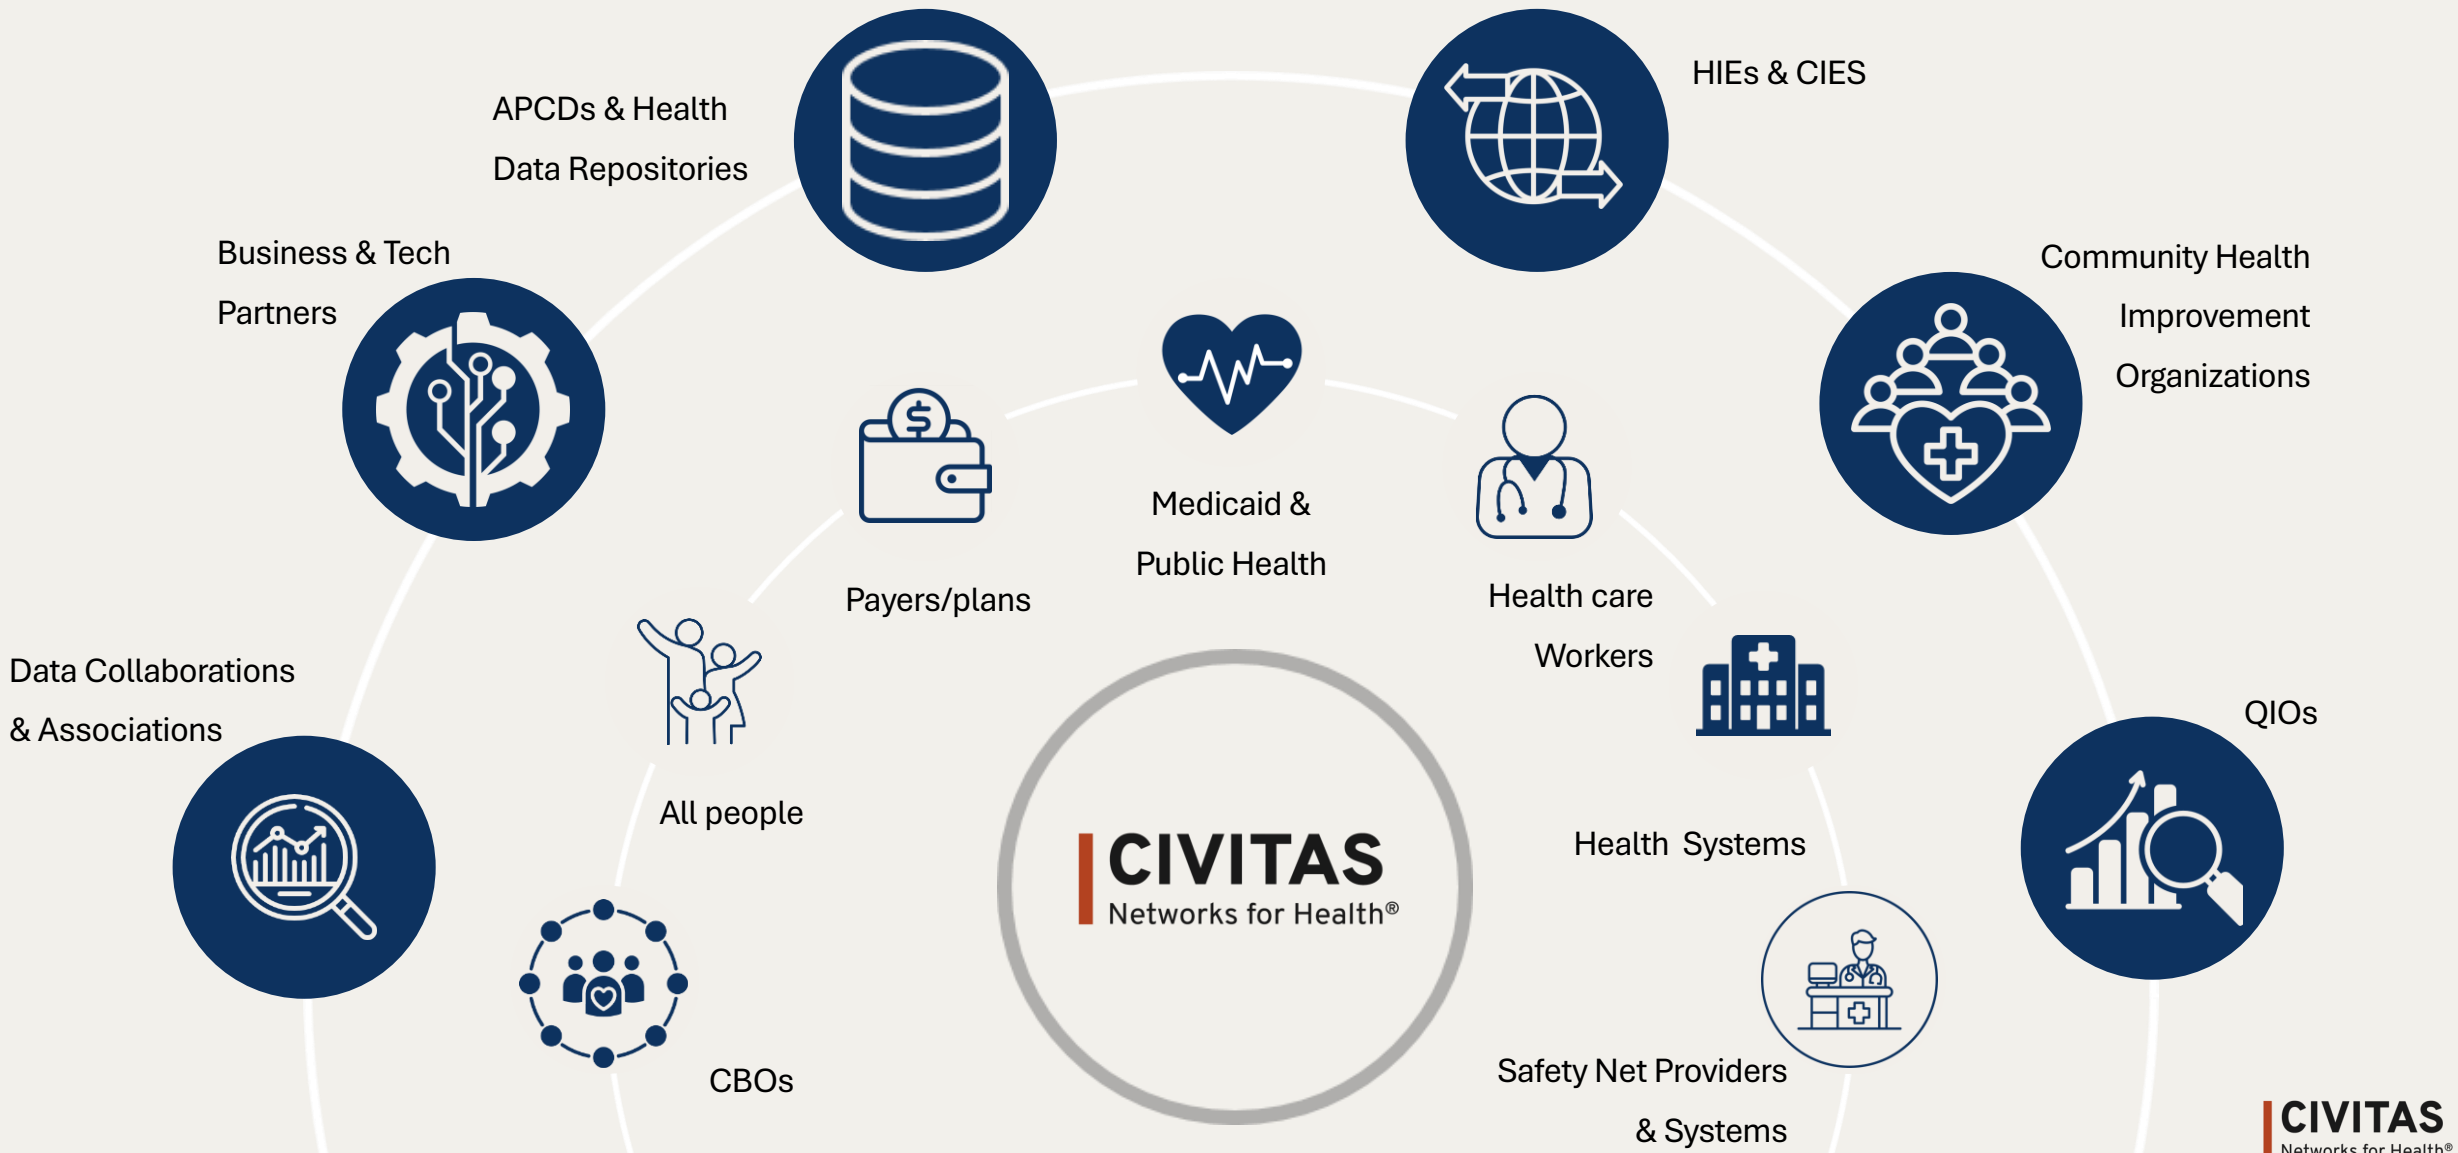 HIEs & CIES
APCDs & Health
Data Repositories
Business & Tech
Partners
Community Health
Improvement
Organizations
$
Medicaid &
Public Health
Payers/plans
Health care
Workers
Data Collaborations
& Associations
QIOs
All people
Health Systems
CIVITAS
Networks for Health®
CBOs
Safety Net Providers
& Systems
CIVITAS
Networks for Health®